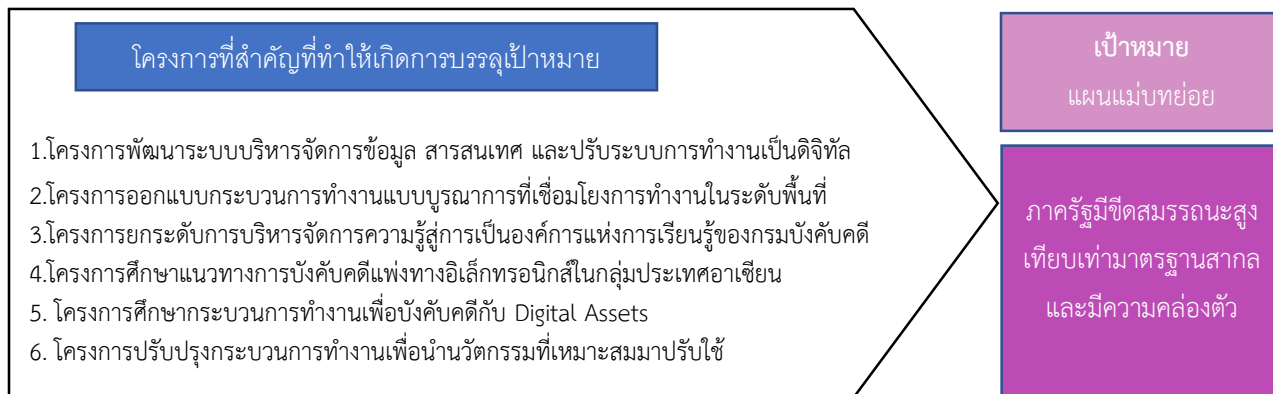 โครงการที่สำคัญที่ทำให้เกิดการบรรลุเป้าหมาย
1.โครงการพัฒนาระบบบริหารจัดการข้อมูล สารสนเทศ และปรับระบบการทำงานเป็นดิจิทัล
2.โครงการออกแบบกระบวนการทำงานแบบบูรณาการที่เชื่อมโยงการทำงานในระดับพื้นที่
3.โครงการยกระดับการบริหารจัดการความรู้สู่การเป็นองค์การแห่งการเรียนรู้ของกรมบังคับคดี
4.โครงการศึกษาแนวทางการบังคับคดีแพ่งทางอิเล็กทรอนิกส์ในกลุ่มประเทศอาเซียน
5. โครงการศึกษากระบวนการทำงานเพื่อบังคับคดีกับ Digital Assets
6. โครงการปรับปรุงกระบวนการทำงานเพื่อนำนวัตกรรมที่เหมาะสมมาปรับใช้
เป้าหมาย
แผนแม่บทย่อย
ภาครัฐมีขีดสมรรถนะสูง
เทียบเท่ามาตรฐานสากล
และมีความคล่องตัว